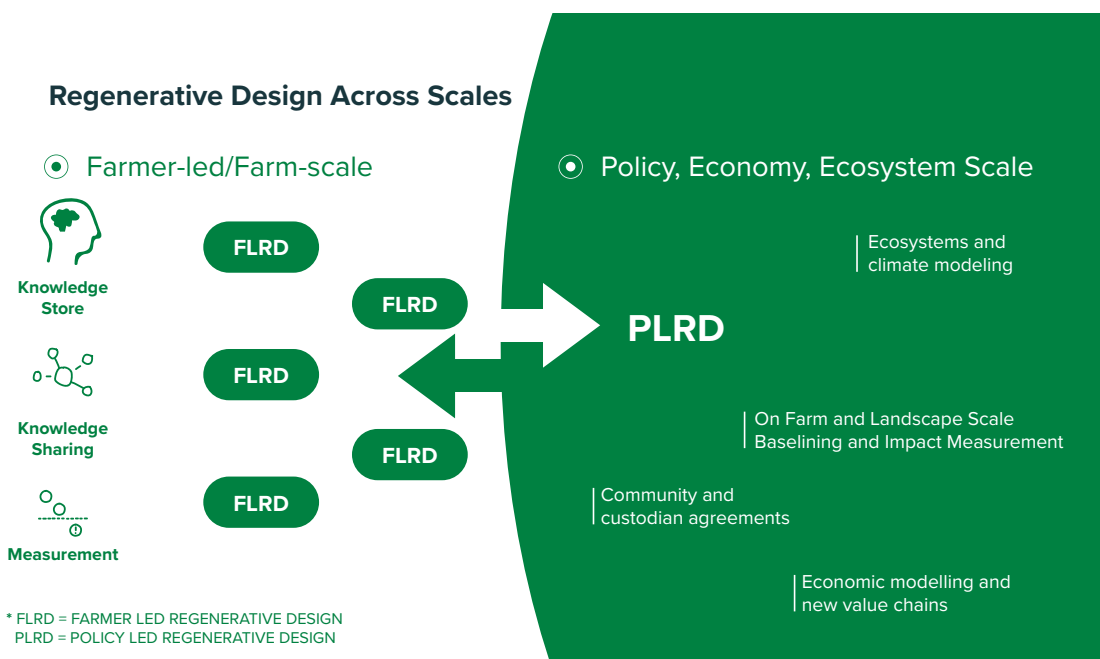 Regenerative Design Across Scales
Farmer-led/Farm-scale
Knowledge
Store
Knowledge
Sharing
Measurement
FLRD
FLRD
FLRD
FLRD
FLRD
* FLRD = FARMER LED REGENERATIVE DESIGN
PLRD = POLICY LED REGENERATIVE DESIGN
Policy, Economy, Ecosystem Scale
Ecosystems and
climate modeling
PLRD
On Farm and Landscape Scale
Baselining and Impact Measurement
Community and
custodian agreements
Economic modelling and
new value chains